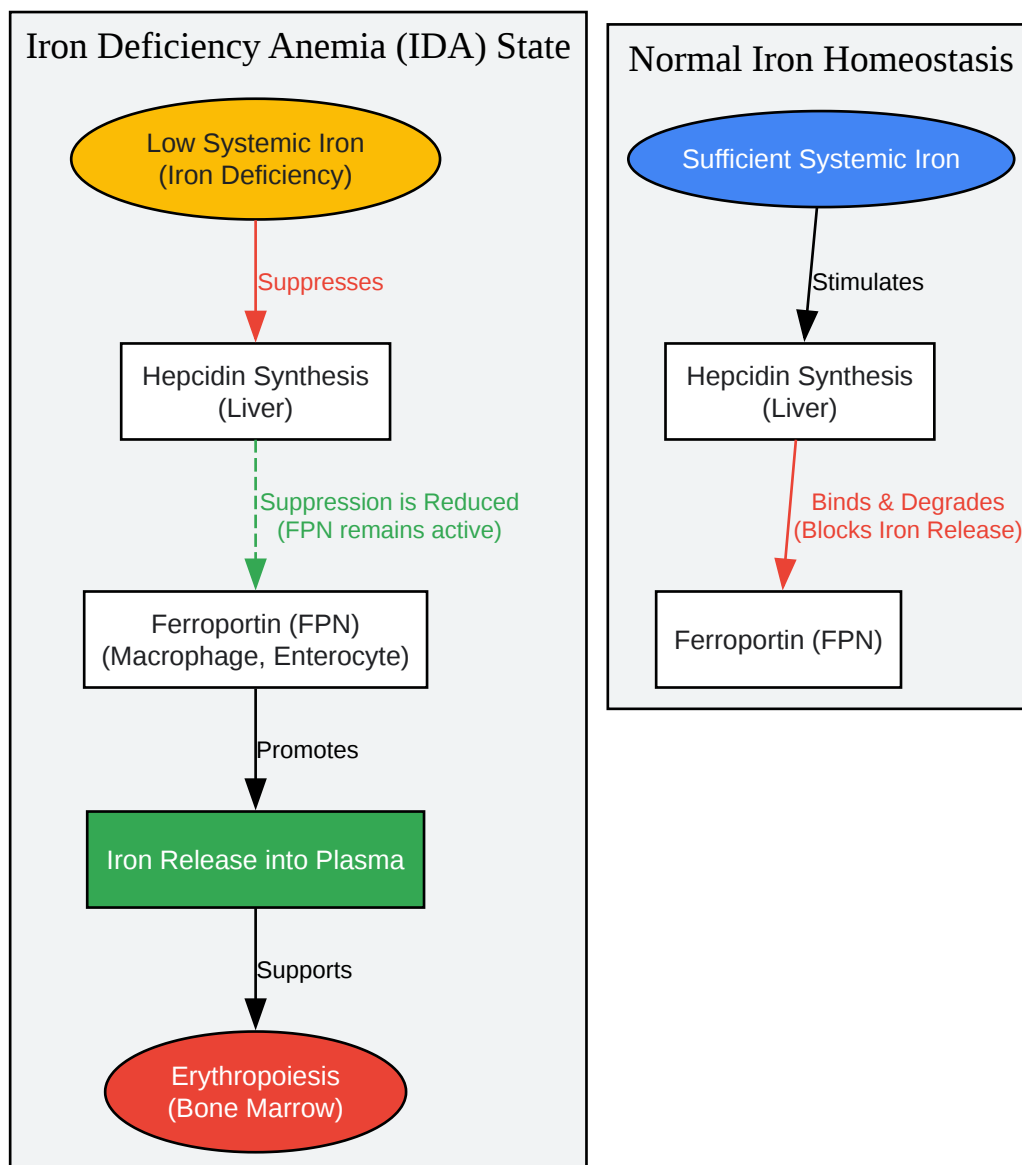 Iron Deficiency Anemia (IDA) State
Low Systemic Iron
(Iron Deficiency)
Suppresses
Hepcidin Synthesis
(Liver)
Suppression is Reduced
(FPN remains active)
Ferroportin (FPN)
(Macrophage, Enterocyte)
Promotes
Iron Release into Plasma
Supports
Erythropoiesis
(Bone Marrow)
Normal Iron Homeostasis
Sufficient Systemic Iron
Stimulates
Hepcidin Synthesis
(Liver)
Binds & Degrades
(Blocks Iron Release)
Ferroportin (FPN)